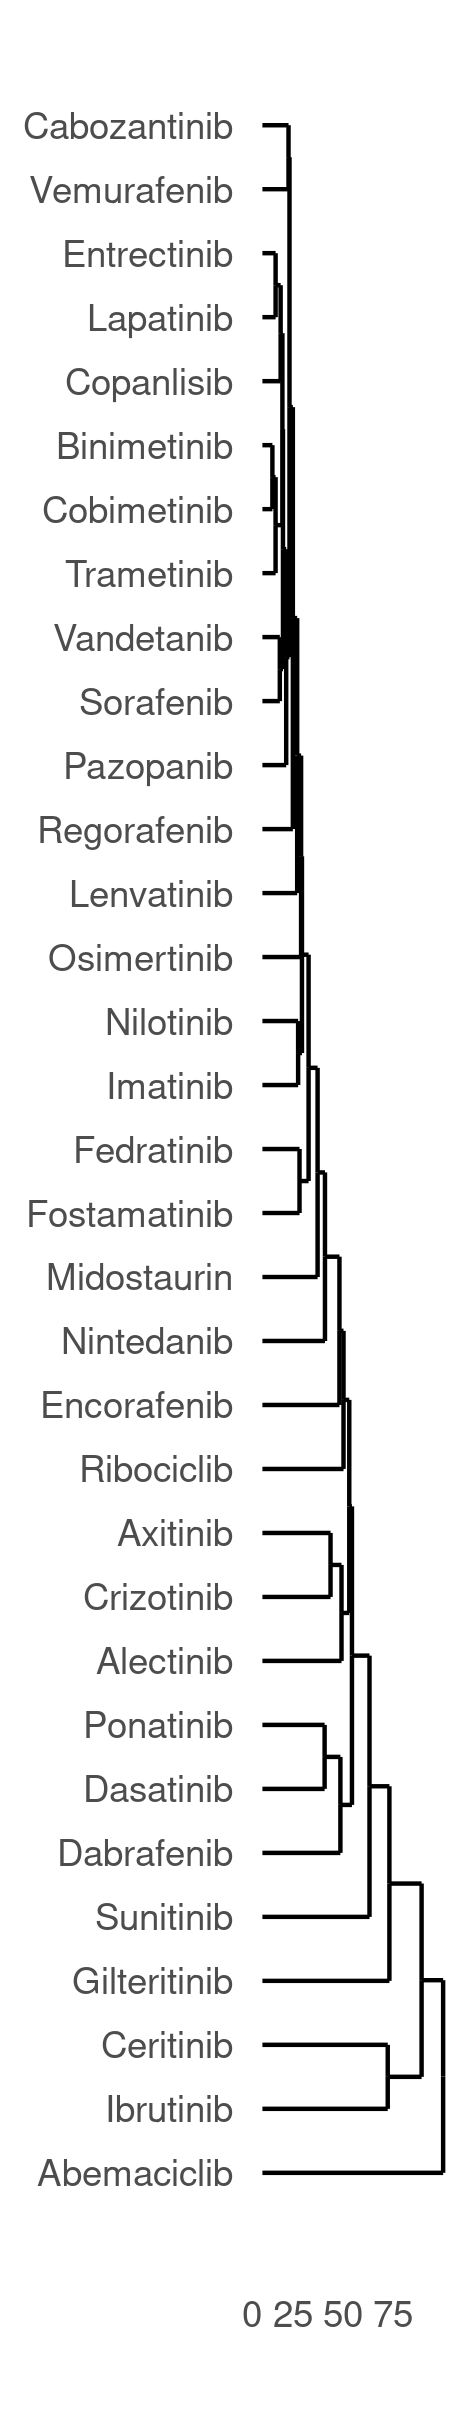 Cabozantinib
Vemurafenib
Entrectinib
Lapatinib
Copanlisib
Binimetinib
Cobimetinib
Trametinib
Vandetanib
Sorafenib
Pazopanib
Regorafenib
Lenvatinib
Osimertinib
Nilotinib
Imatinib
Fedratinib
Fostamatinib
Midostaurin
Nintedanib
Encorafenib
Ribociclib
Axitinib
Crizotinib
Alectinib
Ponatinib
Dasatinib
Dabrafenib
Sunitinib
Gilteritinib
Ceritinib
Ibrutinib
Abemaciclib
0 25 50 75